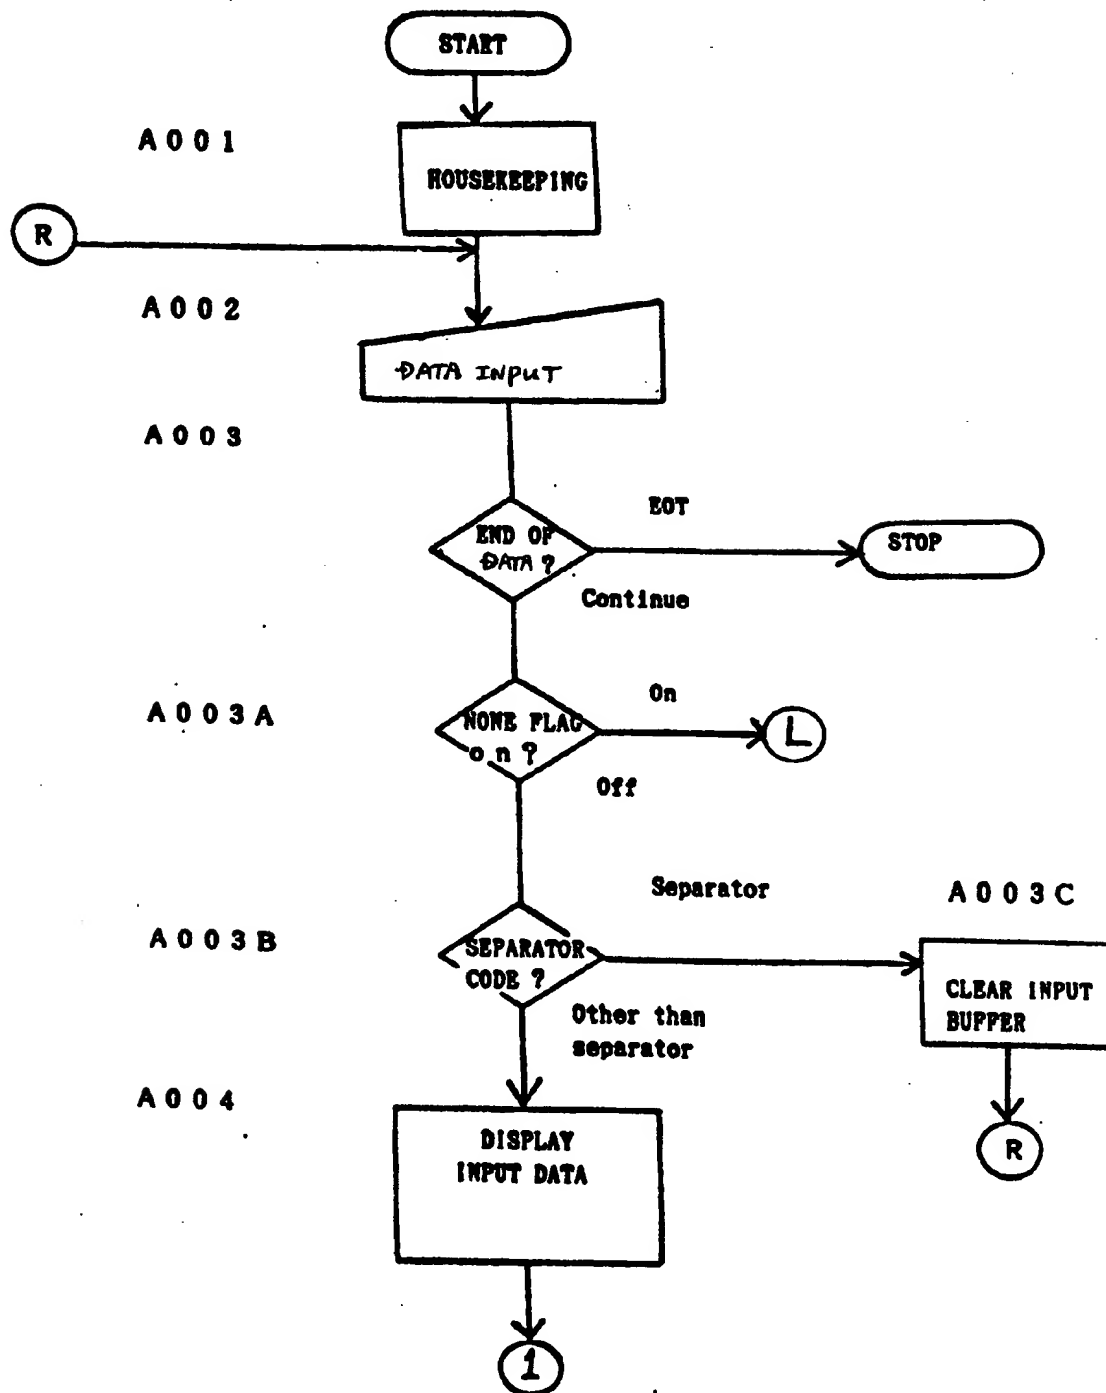 START
A001
HOUSEKEEPING
R
A002
DATA INPUT
A003
EOT
END OF
DATA ?
STOP
Continue
A003A
On
NONE FLAG
on ?
L
Off
Separator
A003C
A003B
SEPARATOR
CODE ?
CLEAR INPUT
BUFFER
Other than
separator
A004
DISPLAY
INPUT DATA
R
1